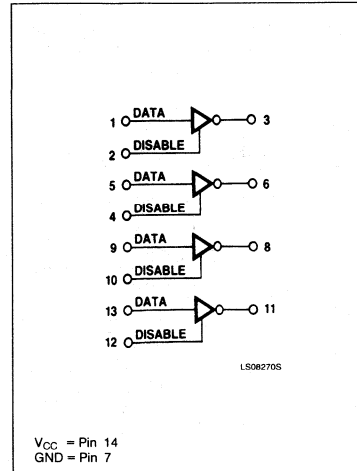 1 DATA 3
2 DISABLE
5 DATA 6
4 DISABLE
9 DATA 8
10 DISABLE
13 DATA 11
12 DISABLE
LS08270S
VCC = Pin 14
GND = Pin 7